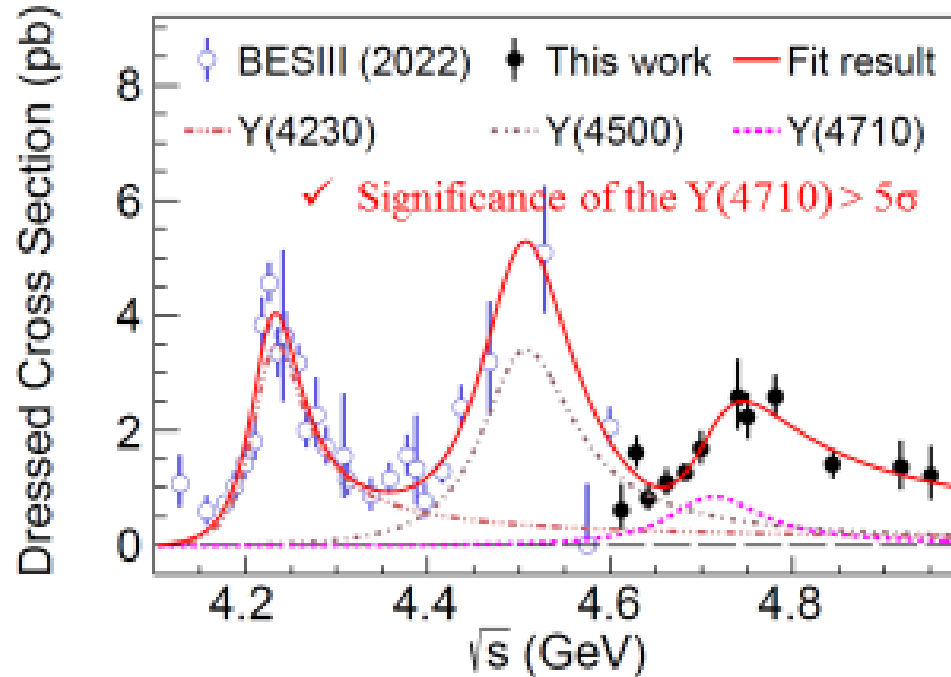 BESIII (2022) This work Fit result
Y(4230) Y(4500) Y(4710)
✓ Significance of the Y(4710) > 5σ
Dressed Cross Section (pb)
8
6
4
2
0
4.2 4.4 4.6 4.8
√s (GeV)